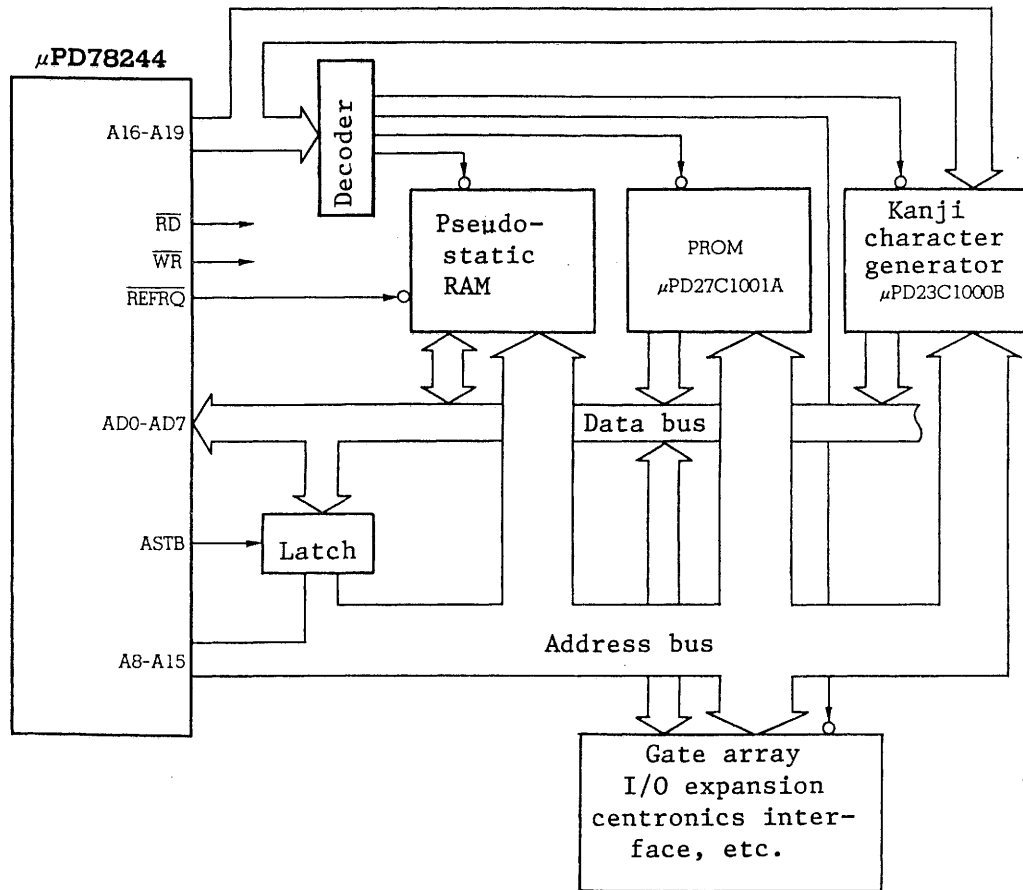 μPD78244
A16-A19
Decoder
RD
WR
REFRQ
Pseudo-
static
RAM
PROM
μPD27C1001A
Kanji
character
generator
μPD23C1000B
AD0-AD7
Data bus
ASTB
Latch
A8-A15
Address bus
Gate array
I/O expansion
centronics inter-
face, etc.